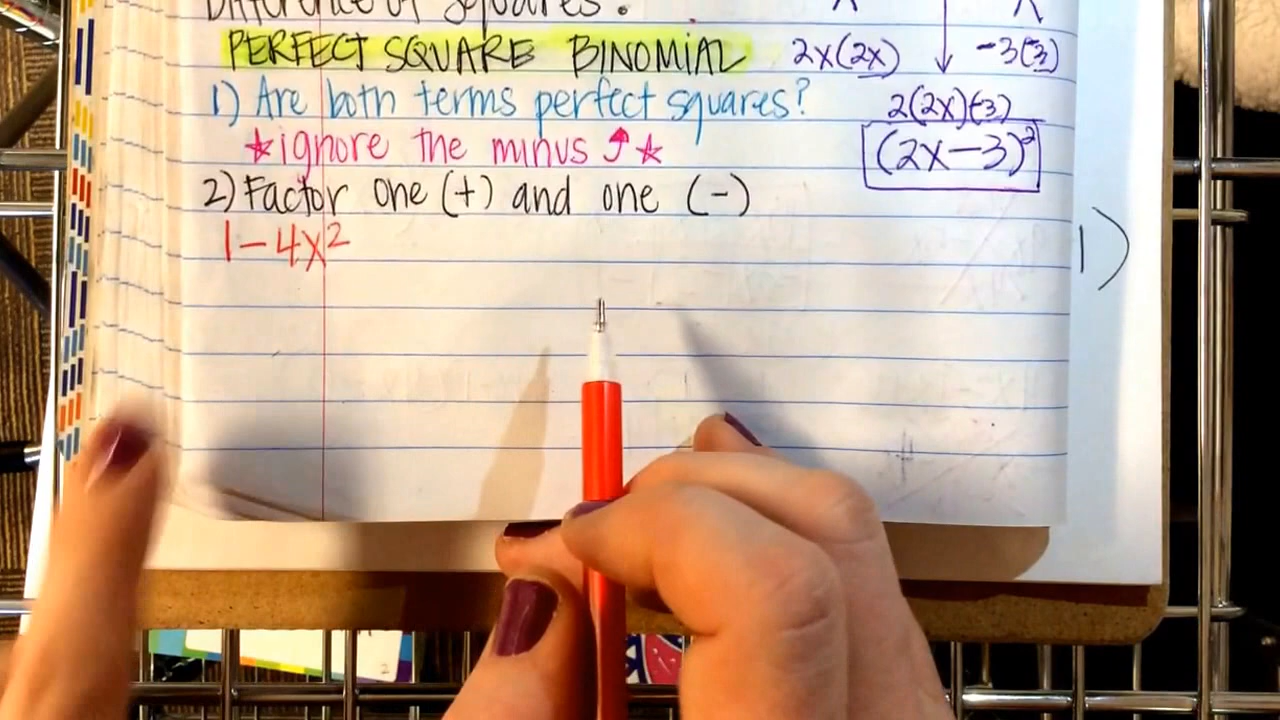 Difference of Squares:
PERFECT SQUARE BINOMiAL
1) Are both terms perfect squares?
★ignore the minus ★
2) Factor one (+) and one (-)
1-4x²
2x(2x)
-3(-3)
2(2x)(-3)
(2x-3)²
1)